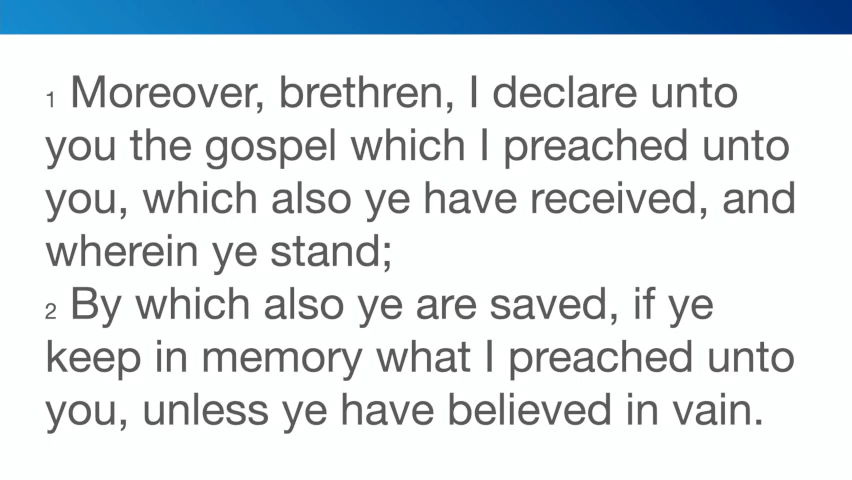 1 Moreover, brethren, I declare unto
you the gospel which I preached unto
you, which also ye have received, and
wherein ye stand;
2 By which also ye are saved, if ye
keep in memory what I preached unto
you, unless ye have believed in vain.